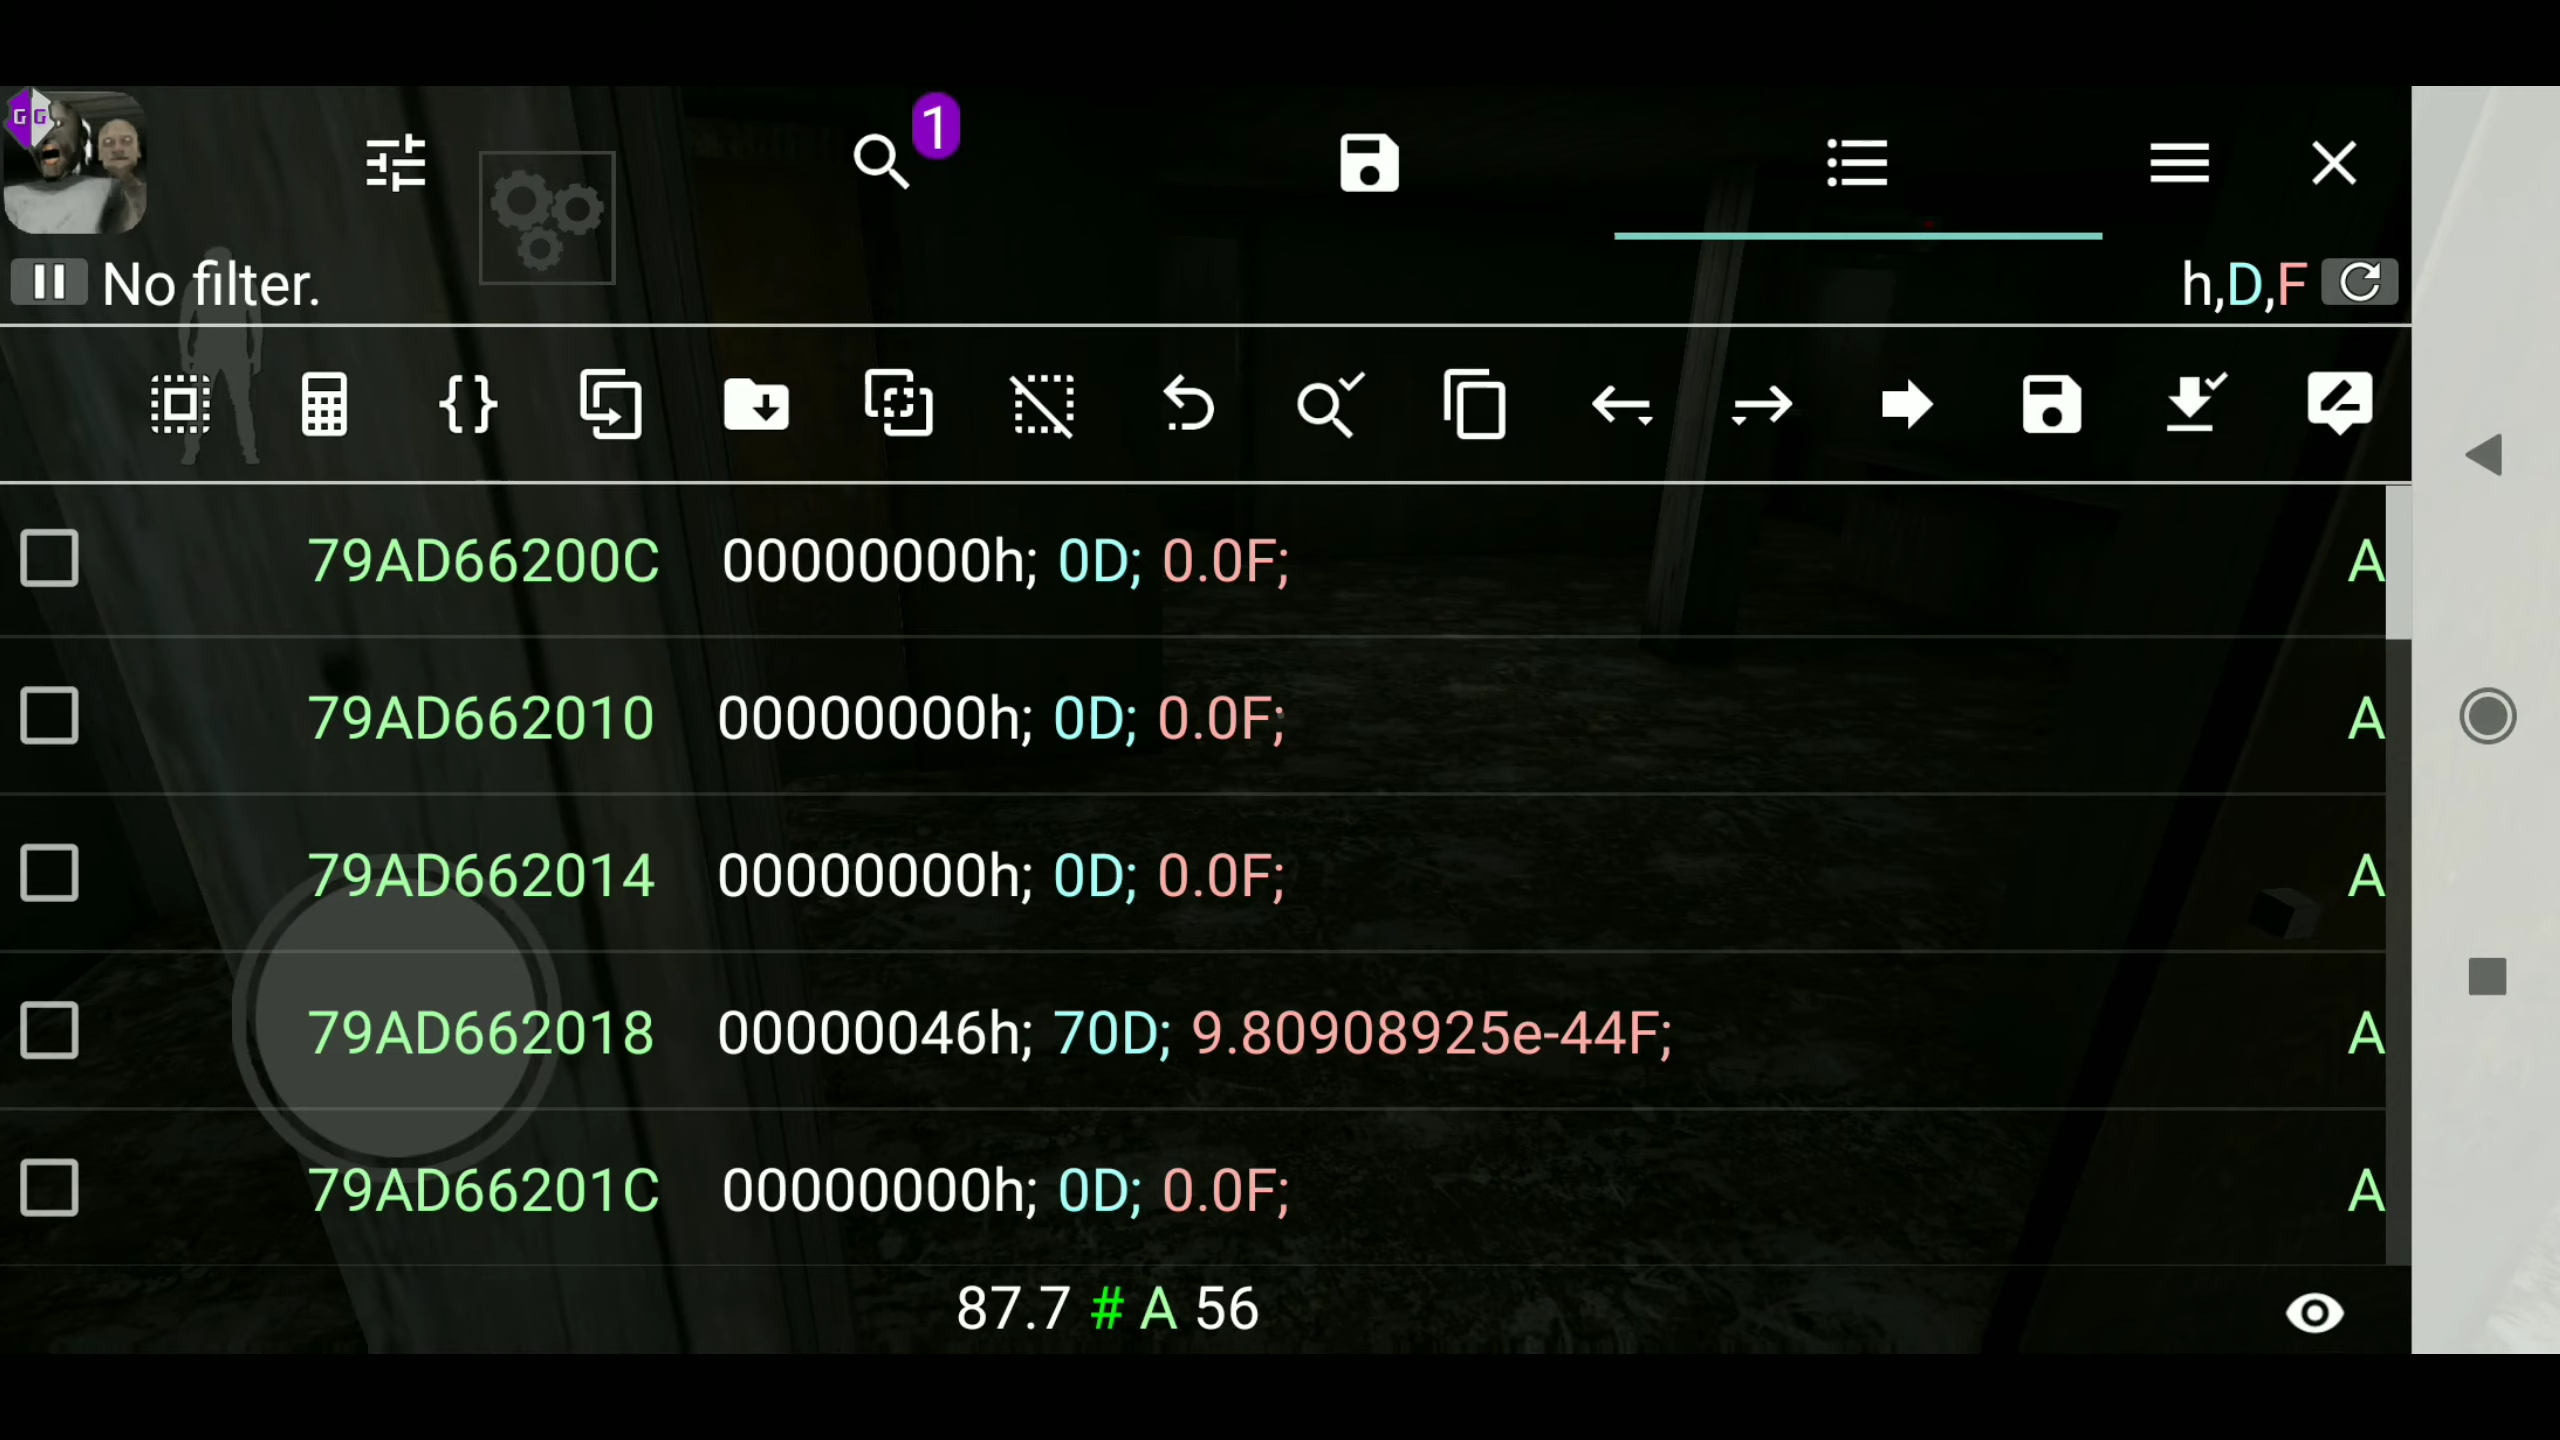 GG
1
No filter.
h,D,F
79AD66200C 00000000h; 0D; 0.0F; A
79AD662010 00000000h; 0D; 0.0F; A
79AD662014 00000000h; 0D; 0.0F; A
79AD662018 00000046h; 70D; 9.80908925e-44F; A
79AD66201C 00000000h; 0D; 0.0F; A
87.7 # A 56